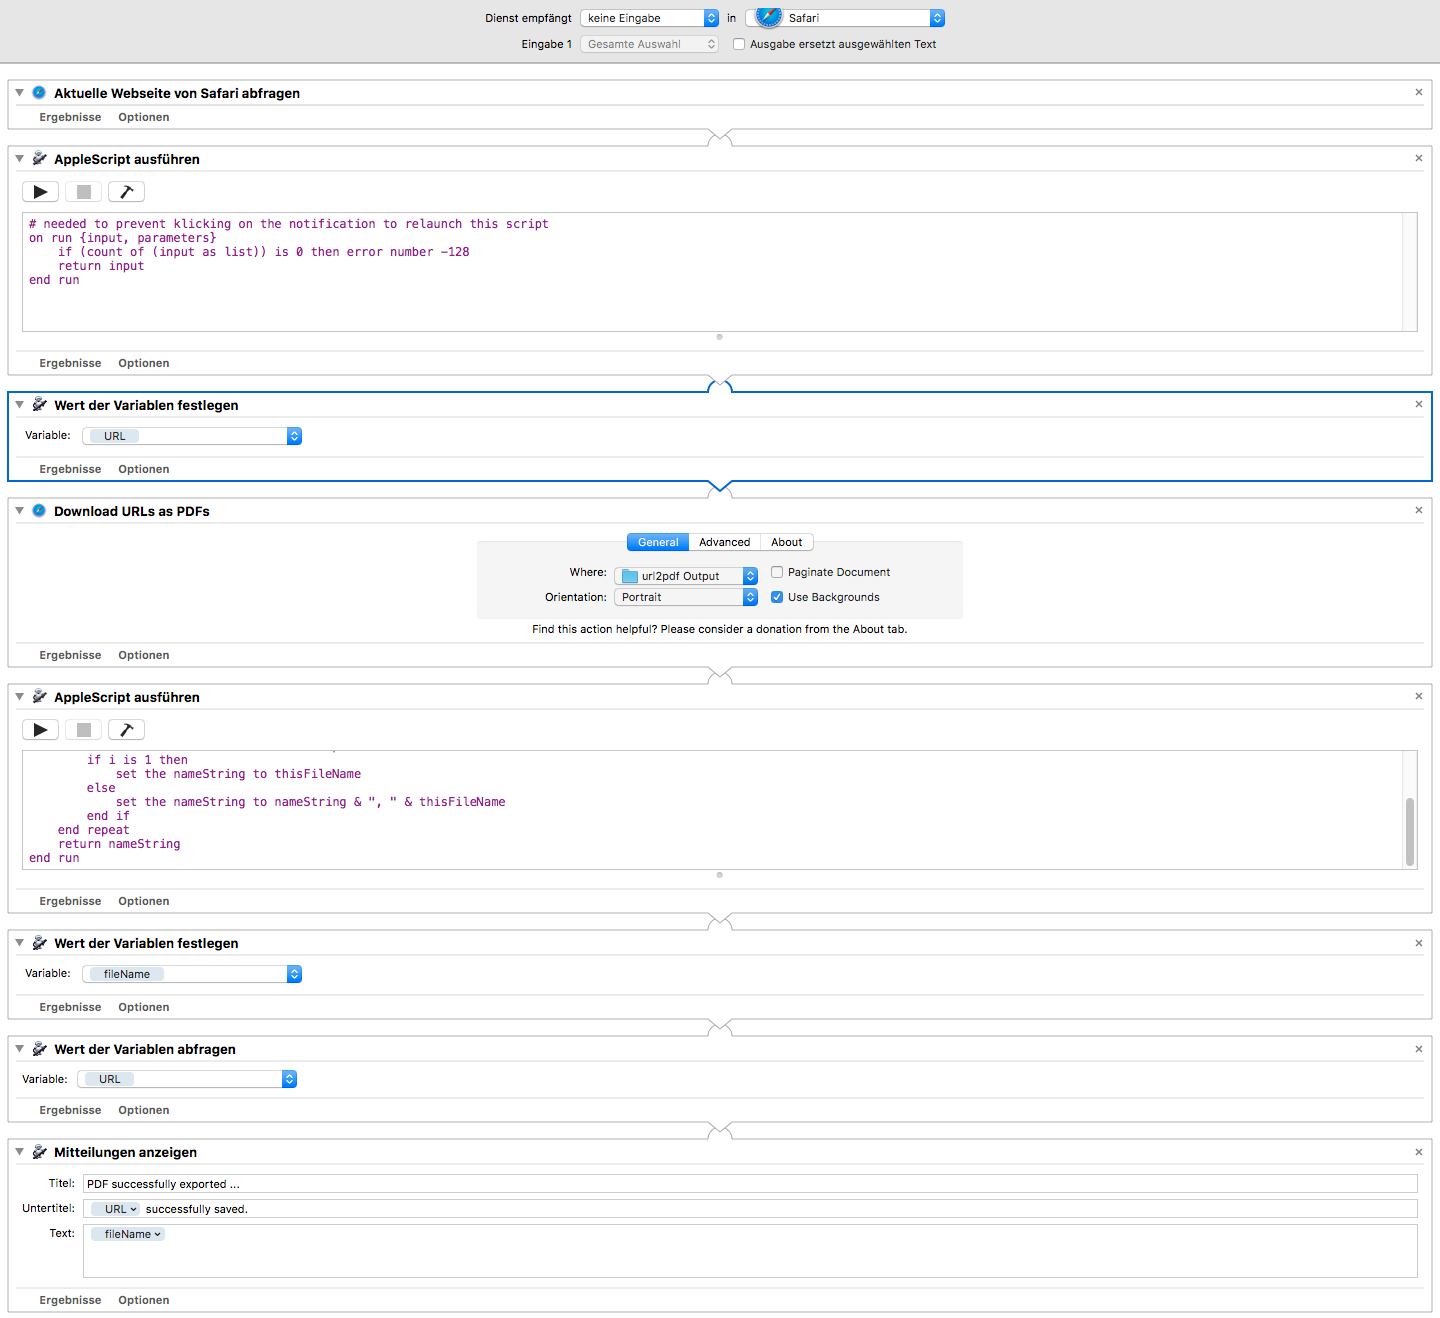 Dienst empfängt keine Eingabe in Safari
Eingabe 1 Gesamte Auswahl Ausgabe ersetzt ausgewählten Text
Aktuelle Webseite von Safari abfragen
Ergebnisse Optionen
AppleScript ausführen
# needed to prevent klicking on the notification to relaunch this script
on run {input, parameters}
    if (count of (input as list)) is 0 then error number -128
    return input
end run
Ergebnisse Optionen
Wert der Variablen festlegen
Variable: URL
Ergebnisse Optionen
Download URLs as PDFs
General Advanced About
Where: url2pdf Output Paginate Document
Orientation: Portrait Use Backgrounds
Find this action helpful? Please consider a donation from the About tab.
Ergebnisse Optionen
AppleScript ausführen
        if i is 1 then
            set the nameString to thisFileName
        else
            set the nameString to nameString & ", " & thisFileName
        end if
    end repeat
    return nameString
end run
Ergebnisse Optionen
Wert der Variablen festlegen
Variable: fileName
Ergebnisse Optionen
Wert der Variablen abfragen
Variable: URL
Ergebnisse Optionen
Mitteilungen anzeigen
Titel: PDF successfully exported ...
Untertitel: URL successfully saved.
Text: fileName
Ergebnisse Optionen